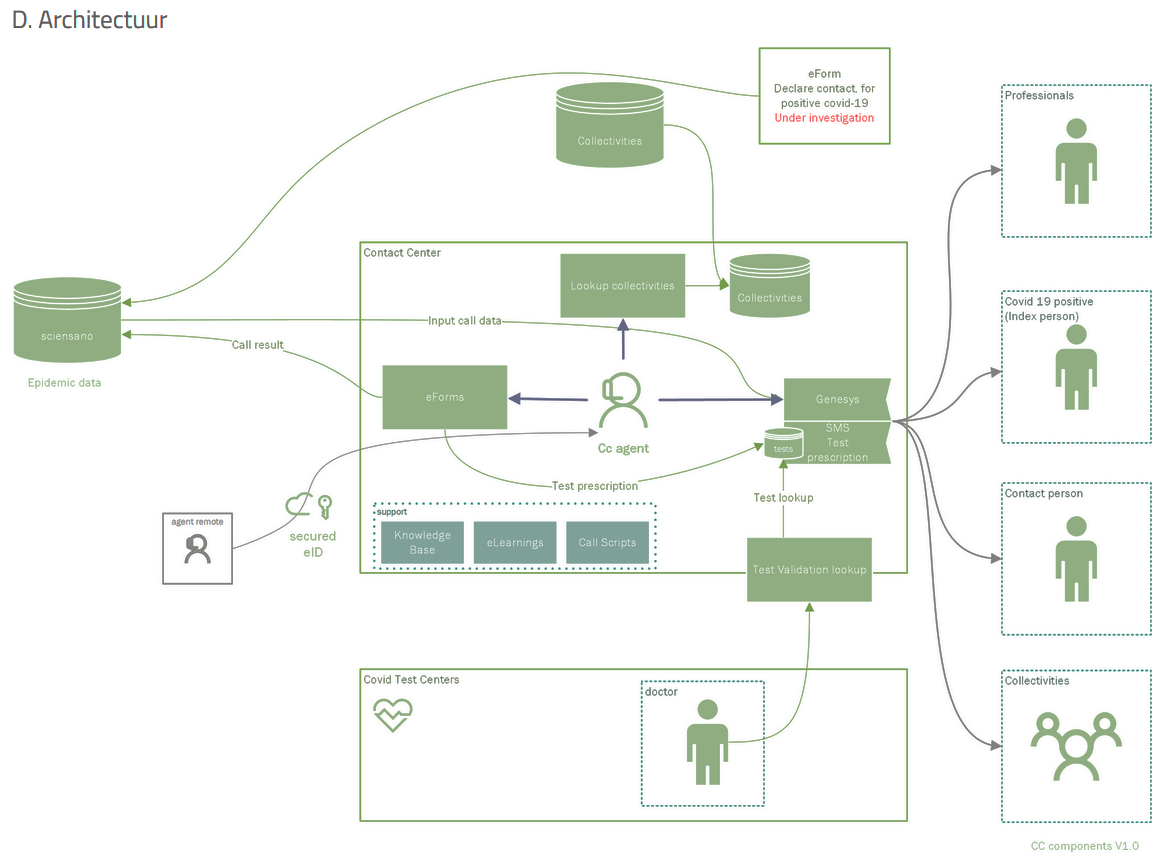 D. Architectuur
eForm
Declare contact, for
positive covid-19
Under investigation
Professionals
Collectivities
Contact Center
Lookup collectivities
Collectivities
Covid 19 positive
(Index person)
sciensano
Input call data
Call result
Epidemic data
eForms
Genesys
SMS
Test
prescription
tests
Cc agent
Test prescription
Test lookup
Contact person
support
Knowledge
Base
eLearnings
Call Scripts
agent remote
secured
eID
Test Validation lookup
Covid Test Centers
doctor
Collectivities
CC components V1.0